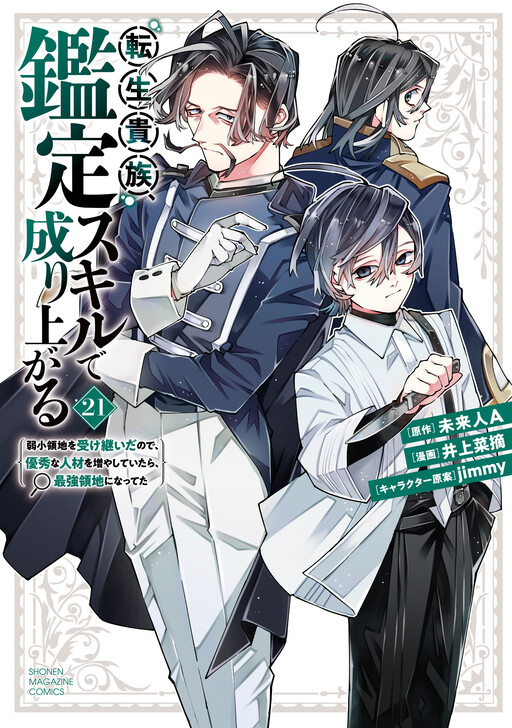 転生貴族、
鑑定スキルで
成り上がる
21
弱小領地を受け継いだので、
優秀な人材を増やしていたら、
最強領地になってた
[原作]未来人A
[漫画]井上菜摘
[キャラクター原案]jimmy
SHONEN
MAGAZINE
COMICS